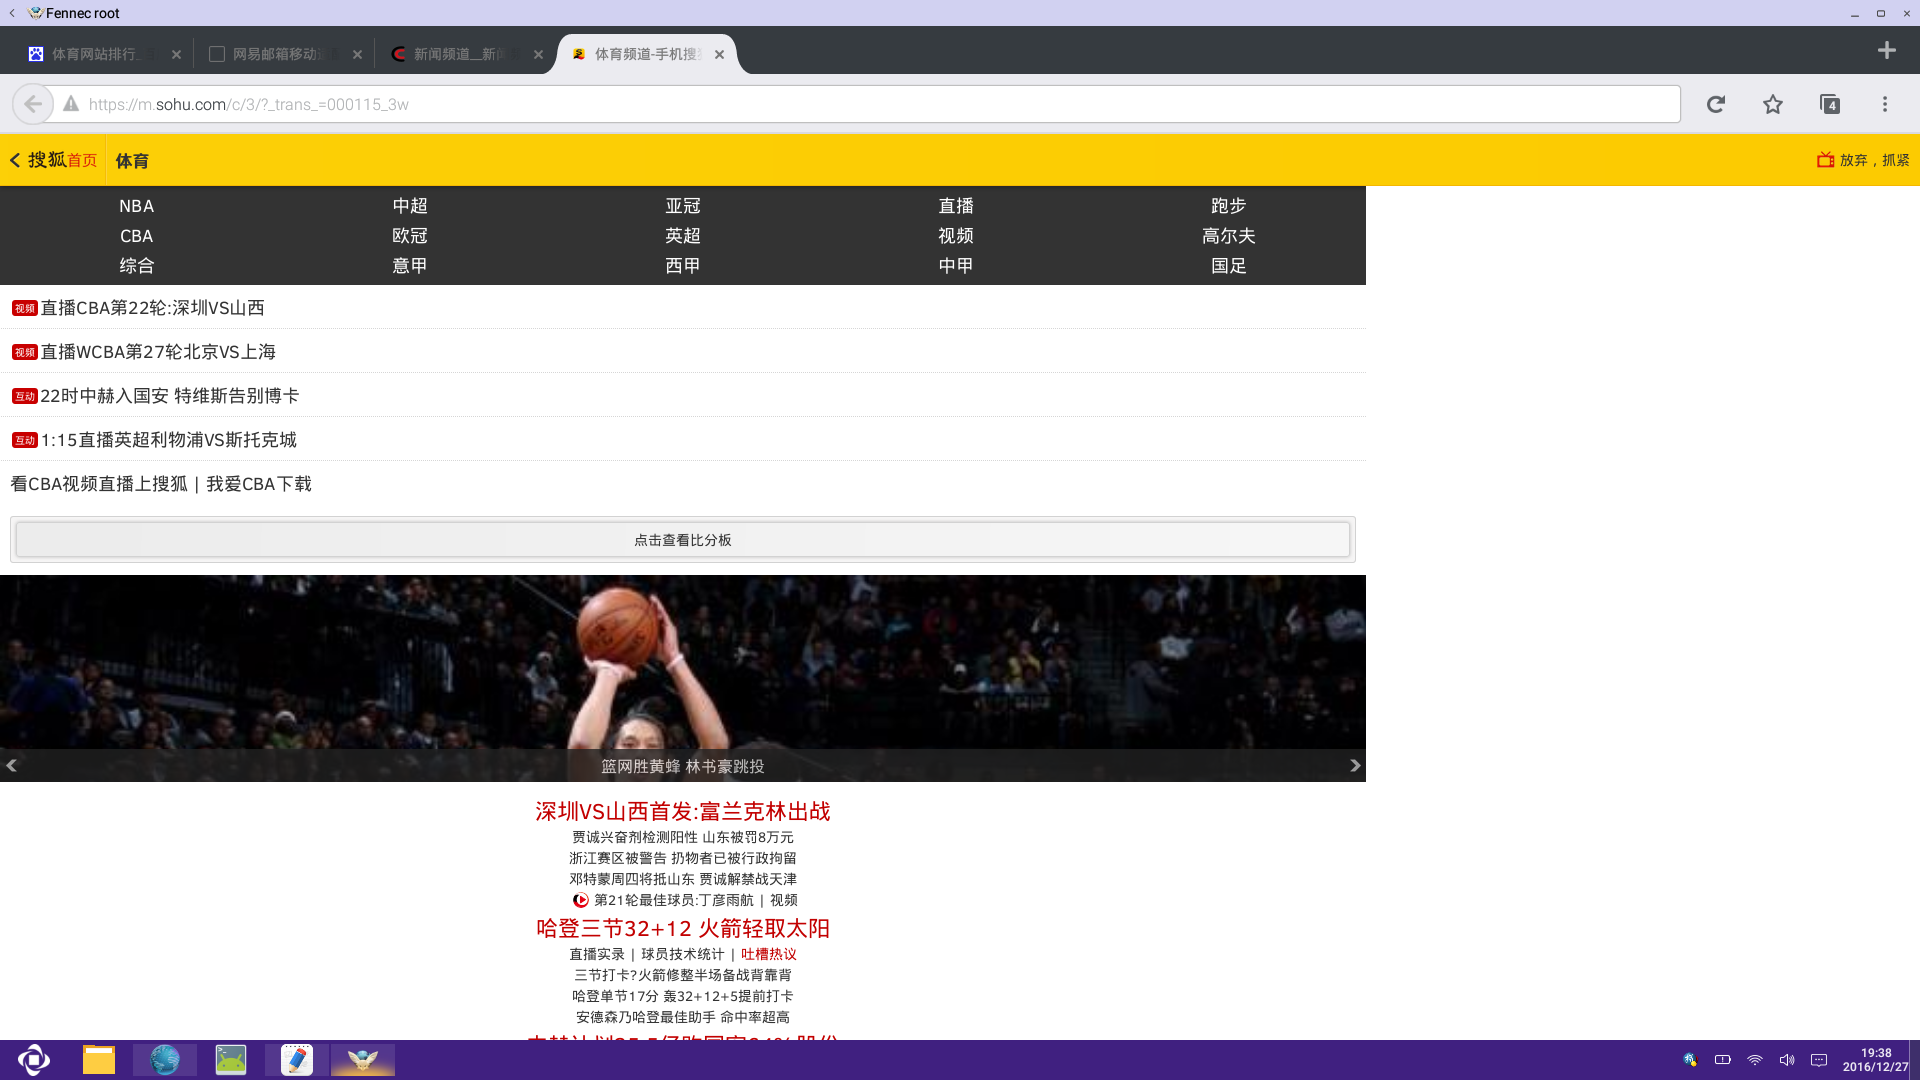 Fennec root
体育网站排行_
网易邮箱移动
新闻频道__新
体育频道-手机搜
https://m.sohu.com/c/3/?_trans_=000115_3w
4
搜狐首页 体育 放弃，抓紧
NBA 中超 亚冠 直播 跑步
CBA 欧冠 英超 视频 高尔夫
综合 意甲 西甲 中甲 国足
视频 直播CBA第22轮:深圳VS山西
视频 直播WCBA第27轮北京VS上海
互动 22时中赫入国安 特维斯告别博卡
互动 1:15直播英超利物浦VS斯托克城
看CBA视频直播上搜狐 | 我爱CBA下载
点击查看比分板
篮网胜黄蜂 林书豪跳投
深圳VS山西首发:富兰克林出战
贾诚兴奋剂检测阳性 山东被罚8万元
浙江赛区被警告 扔物者已被行政拘留
邓特蒙周四将抵山东 贾诚解禁战天津
第21轮最佳球员:丁彦雨航 | 视频
哈登三节32+12 火箭轻取太阳
直播实录 | 球员技术统计 | 吐槽热议
三节打卡?火箭修整半场备战背靠背
哈登单节17分 轰32+12+5提前打卡
安德森乃哈登最佳助手 命中率超高
19:38
2016/12/27